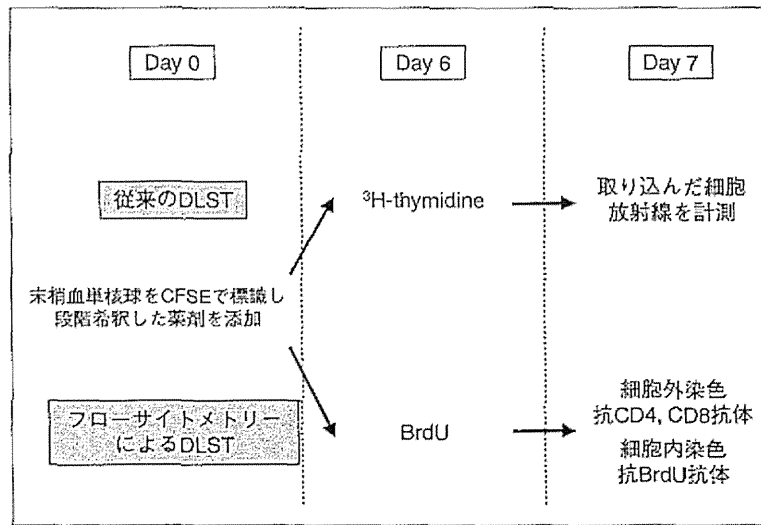 Day 0
Day 6
Day 7
従来のDLST
³H-thymidine
取り込んだ細胞
放射線を計測
末梢血単核球をCFSEで標識し
段階希釈した薬剤を添加
フローサイトメトリー
によるDLST
BrdU
細胞外染色
抗CD4, CD8抗体
細胞内染色
抗BrdU抗体